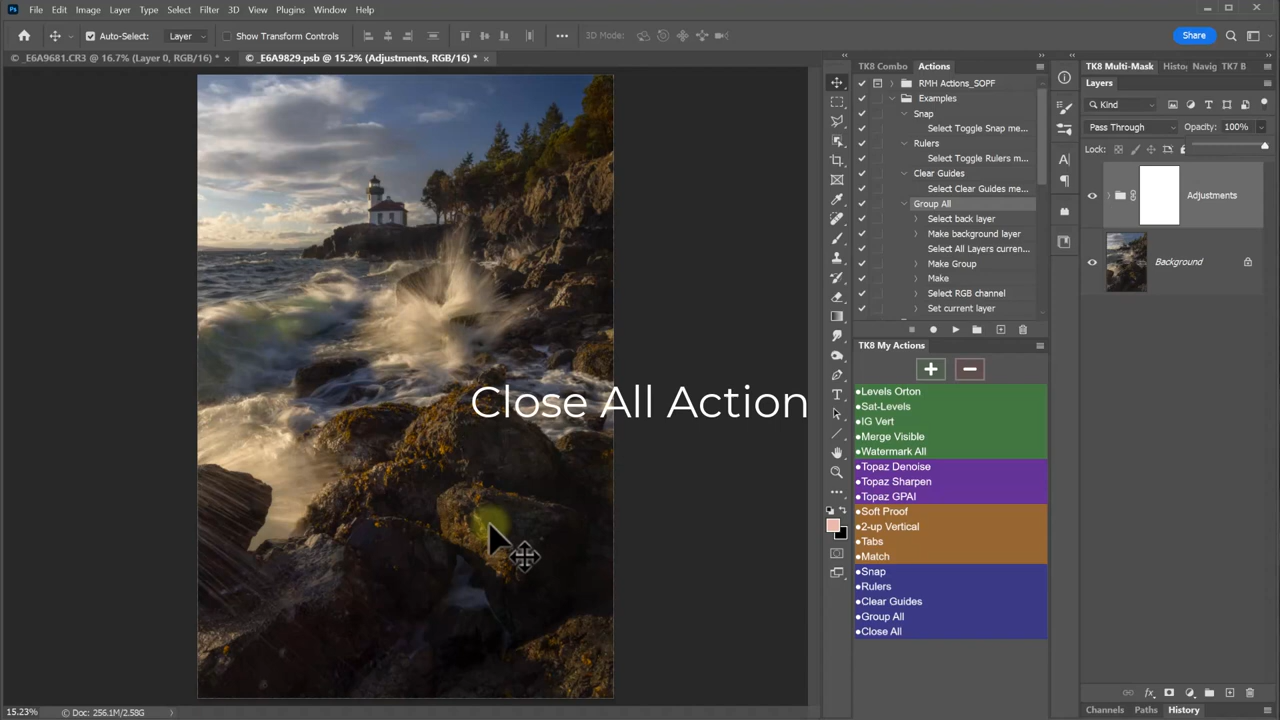 Ps File Edit Image Layer Type Select Filter 3D View Plugins Window Help
Auto-Select: Layer Show Transform Controls 3D Mode: Share
_E6A9681.CR3 @ 16.7% (Layer 0, RGB/16) * × _E6A9829.psb @ 15.2% (Adjustments, RGB/16) * ×
TK8 Combo Actions
RMH Actions_SOPF
Examples
Snap
Select Toggle Snap me...
Rulers
Select Toggle Rulers m...
Clear Guides
Select Clear Guides me...
Group All
Select back layer
Make background layer
Select All Layers curren...
Make Group
Make
Select RGB channel
Set current layer
TK8 My Actions
Levels Orton
Sat-Levels
IG Vert
Merge Visible
Watermark All
Topaz Denoise
Topaz Sharpen
Topaz GPAI
Soft Proof
2-up Vertical
Tabs
Match
Snap
Rulers
Clear Guides
Group All
Close All
TK8 Multi-Mask Histo Navig TK7 B
Layers
Kind
Pass Through Opacity: 100%
Lock:
Adjustments
Background
Channels Paths History
Close All Action
15.23% Doc: 256.1M/2.58G